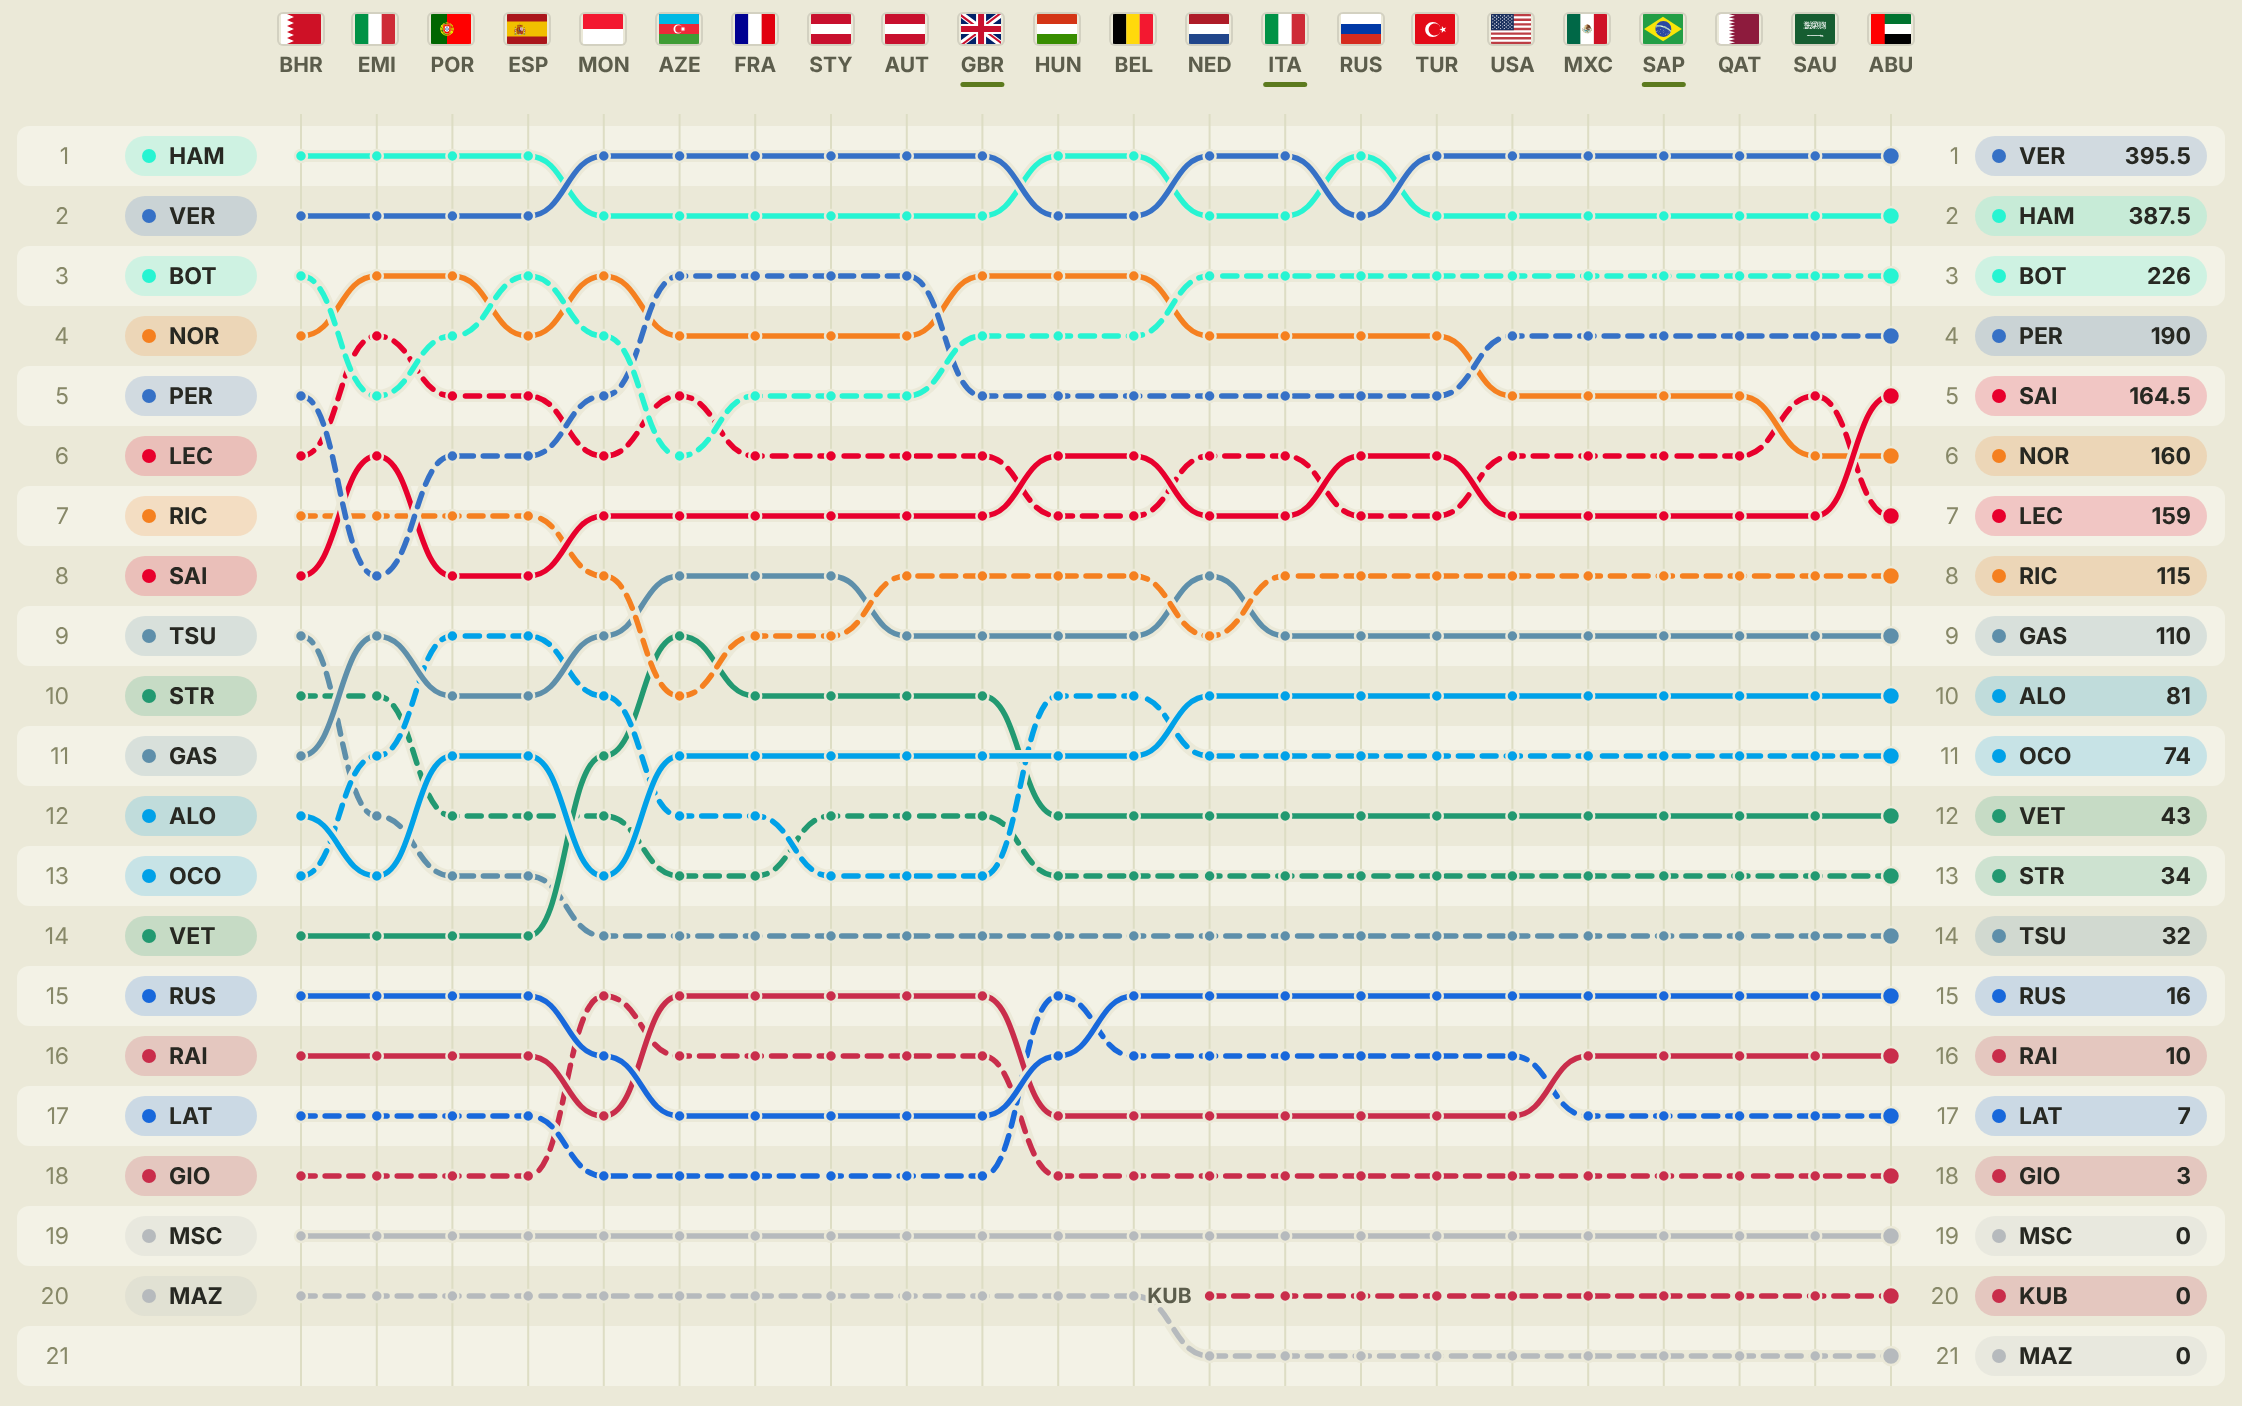 BHR EMI POR ESP MON AZE FRA STY AUT GBR HUN BEL NED ITA RUS TUR USA MXC SAP QAT SAU ABU
1 HAM 1 VER 395.5
2 VER 2 HAM 387.5
3 BOT 3 BOT 226
4 NOR 4 PER 190
5 PER 5 SAI 164.5
6 LEC 6 NOR 160
7 RIC 7 LEC 159
8 SAI 8 RIC 115
9 TSU 9 GAS 110
10 STR 10 ALO 81
11 GAS 11 OCO 74
12 ALO 12 VET 43
13 OCO 13 STR 34
14 VET 14 TSU 32
15 RUS 15 RUS 16
16 RAI 16 RAI 10
17 LAT 17 LAT 7
18 GIO 18 GIO 3
19 MSC 19 MSC 0
20 MAZ KUB 20 KUB 0
21 21 MAZ 0